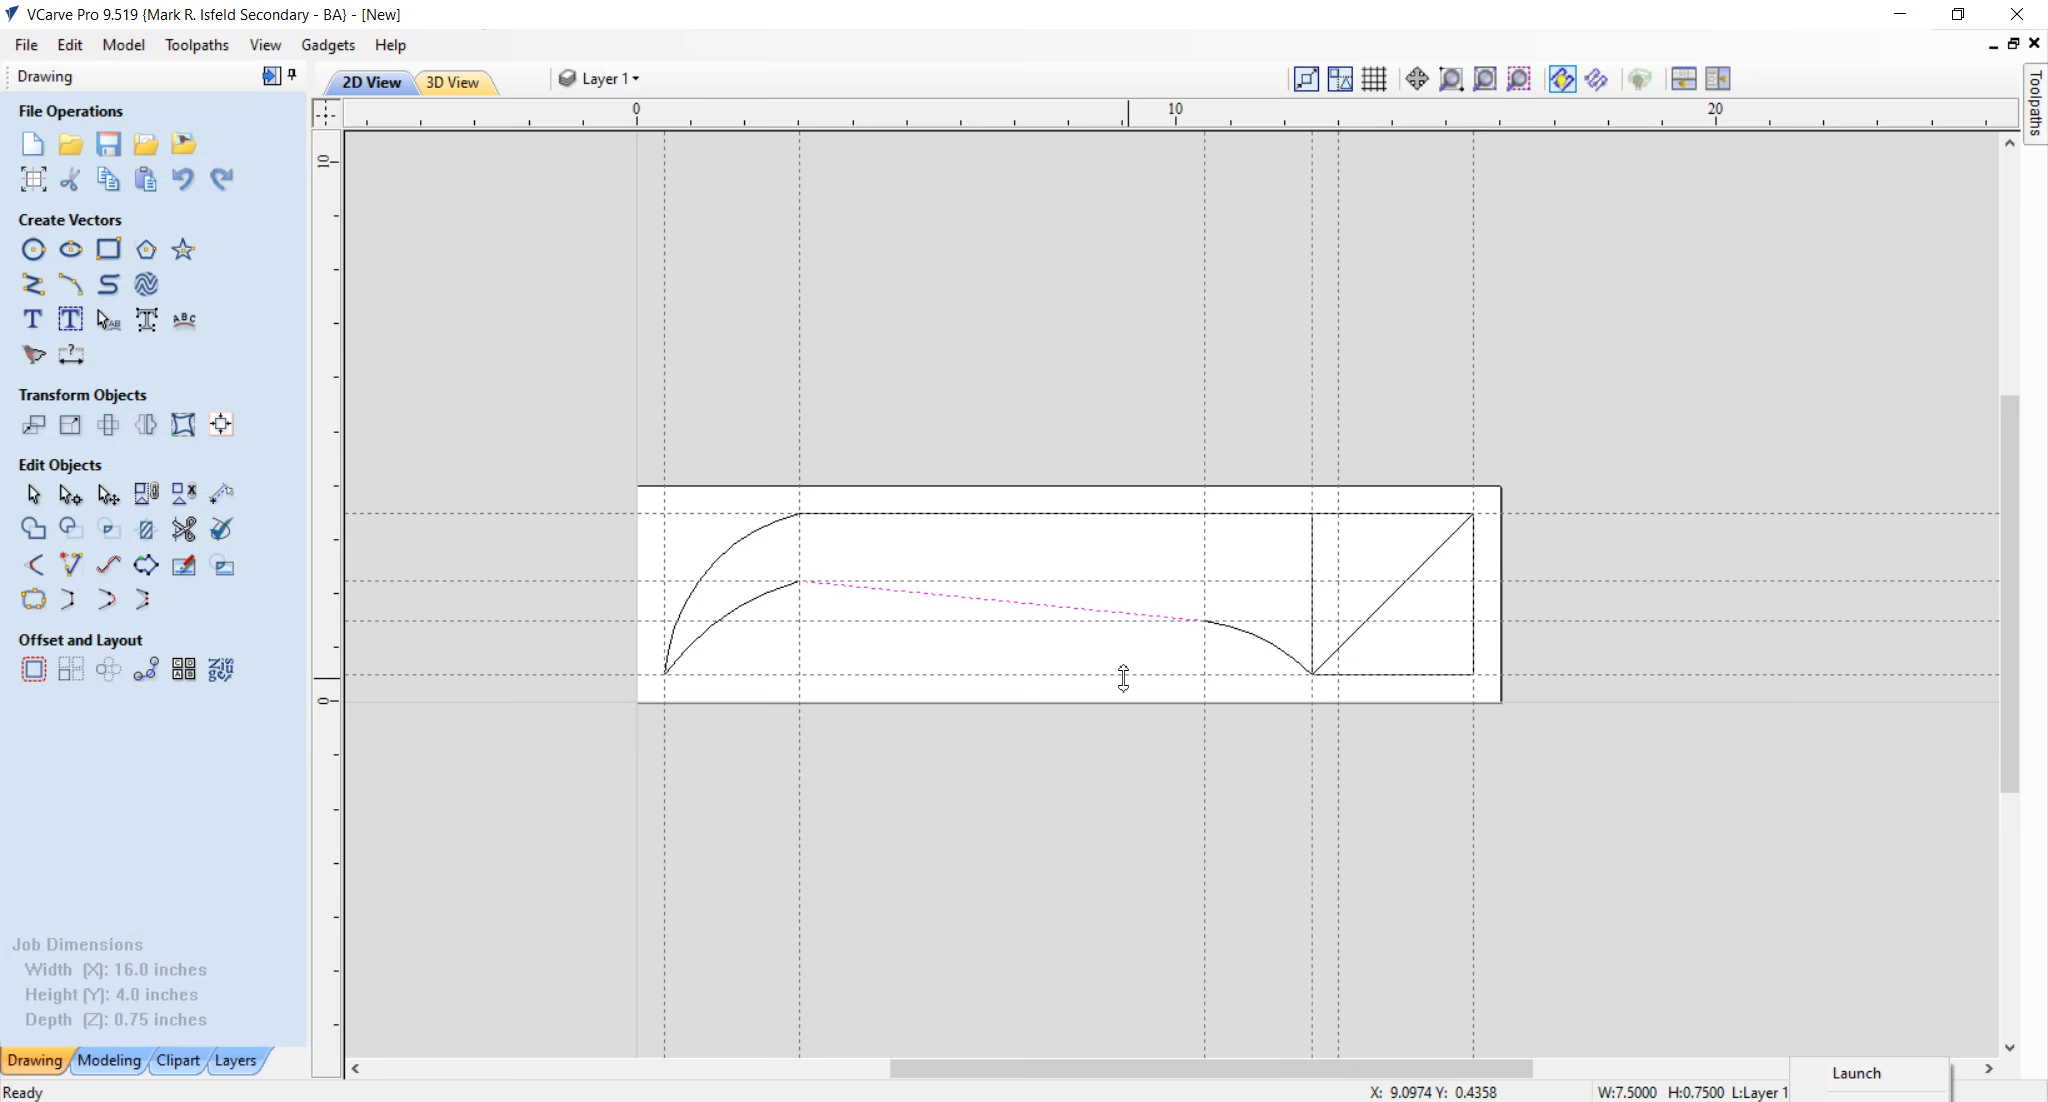 VCarve Pro 9.519 {Mark R. Isfeld Secondary - BA} - [New]
File Edit Model Toolpaths View Gadgets Help
Drawing
2D View 3D View Layer 1
Toolpaths
0 10 20
10
0
File Operations
Create Vectors
Transform Objects
Edit Objects
Offset and Layout
Job Dimensions
Width (X): 16.0 inches
Height (Y): 4.0 inches
Depth (Z): 0.75 inches
Drawing Modeling Clipart Layers
Launch
Ready
X: 9.0974 Y: 0.4358
W:7.5000 H:0.7500 L:Layer 1